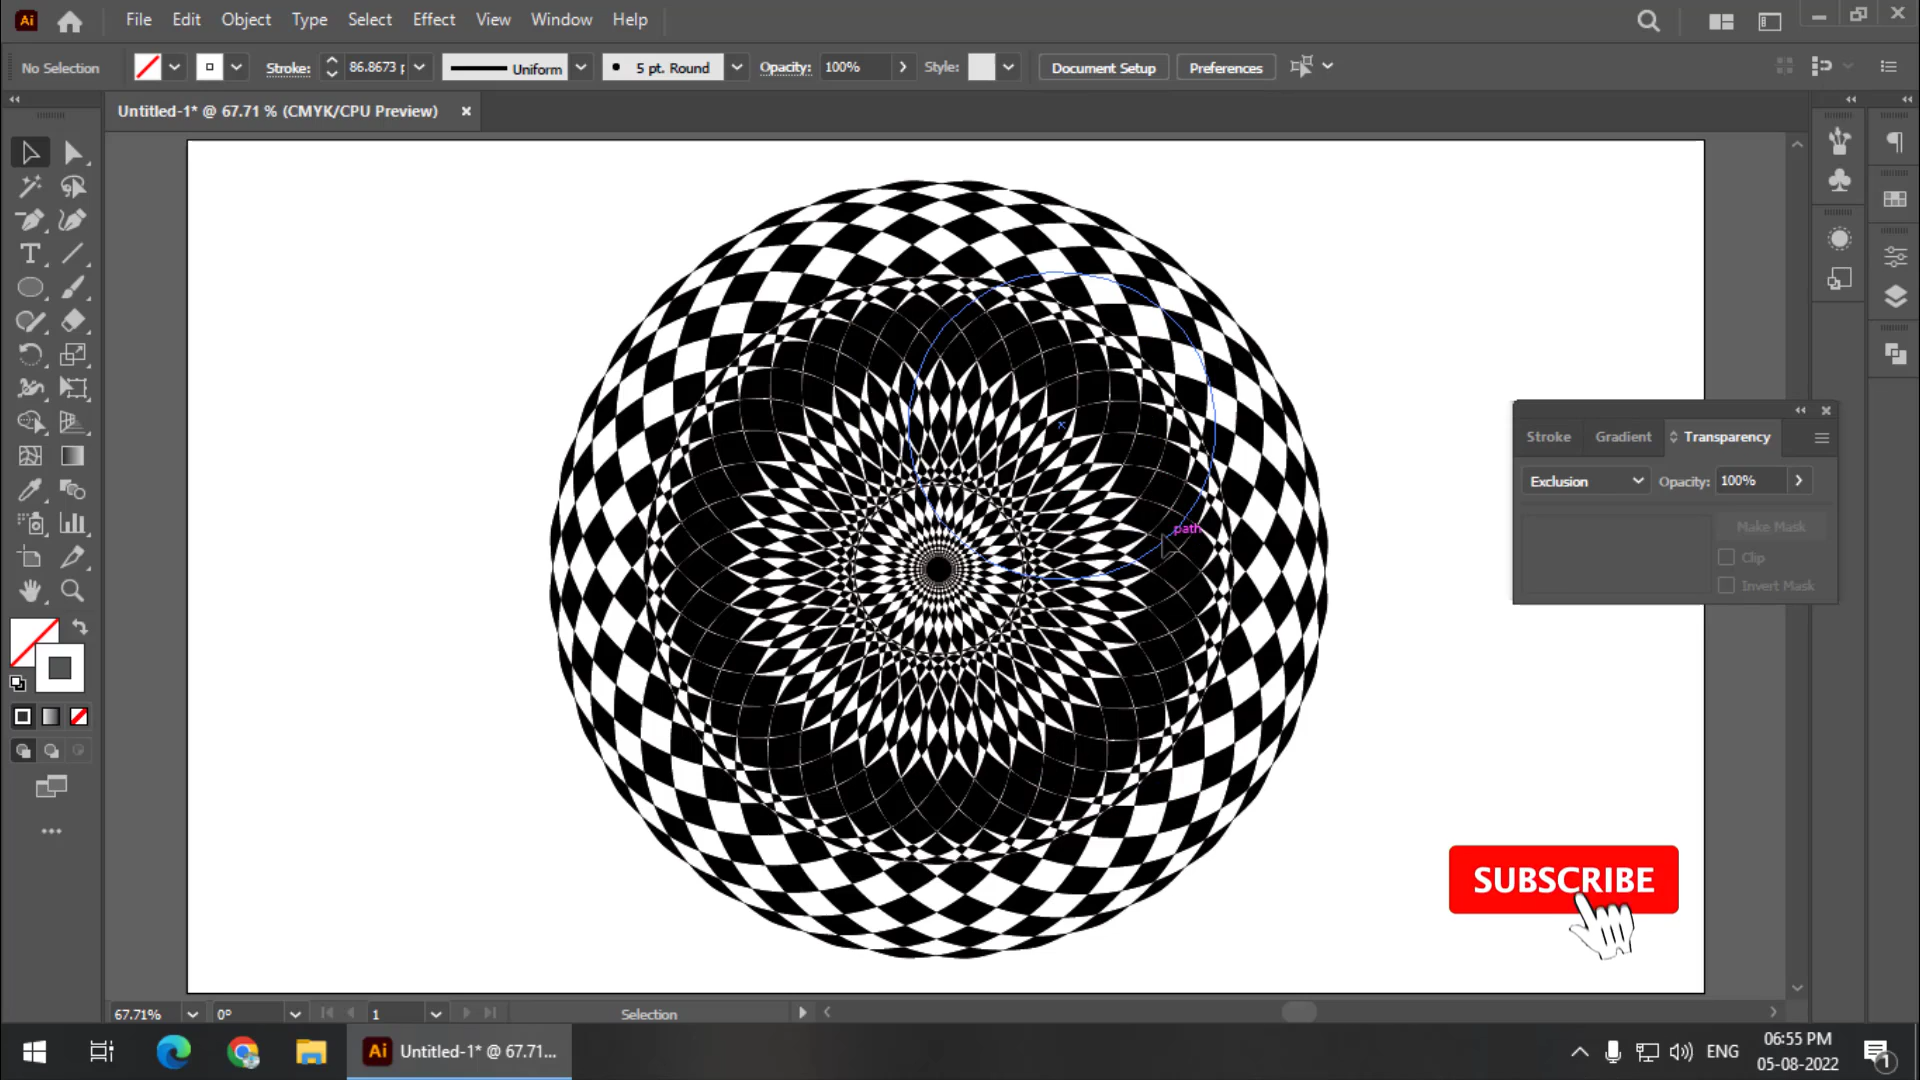 Ai File Edit Object Type Select Effect View Window Help
No Selection Stroke: 86.8673 p Uniform 5 pt. Round Opacity: 100% Style: Document Setup Preferences
Untitled-1* @ 67.71 % (CMYK/CPU Preview)
path
Stroke Gradient Transparency
Exclusion Opacity: 100%
Make Mask
Clip
Invert Mask
SUBSCRIBE
67.71% 0° 1 Selection
Ai Untitled-1* @ 67.71... ENG 06:55 PM
05-08-2022
1